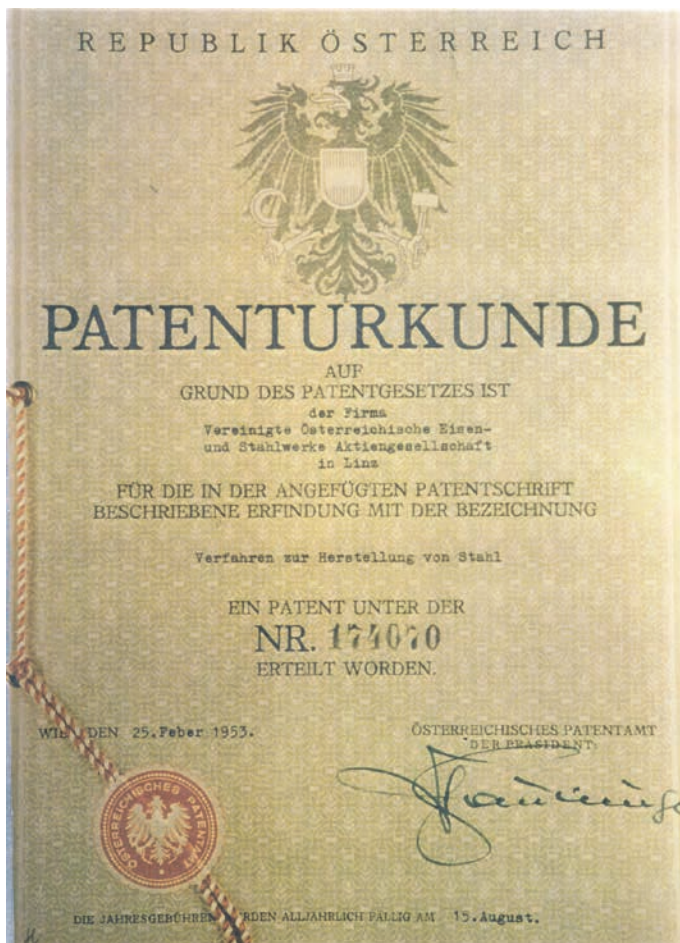 REPUBLIK ÖSTERREICH
PATENTURKUNDE
AUF
GRUND DES PATENTGESETZES IST
der Firma
Vereinigte Österreichische Eisen-
und Stahlwerke Aktiengesellschaft
in Linz
FÜR DIE IN DER ANGEFÜGTEN PATENTSCHRIFT
BESCHRIEBENE ERFINDUNG MIT DER BEZEICHNUNG
Verfahren zur Herstellung von Stahl
EIN PATENT UNTER DER
NR. 174070
ERTEILT WORDEN.
DEN 25.Feber 1953.
ÖSTERREICHISCHES PATENTAMT
DER PRÄSIDENT:
ÖSTERREICHISCHES PATENTAMT
DIE JAHRESGEBÜHREN WERDEN ALLJÄHRLICH FÄLLIG AM 15.August.